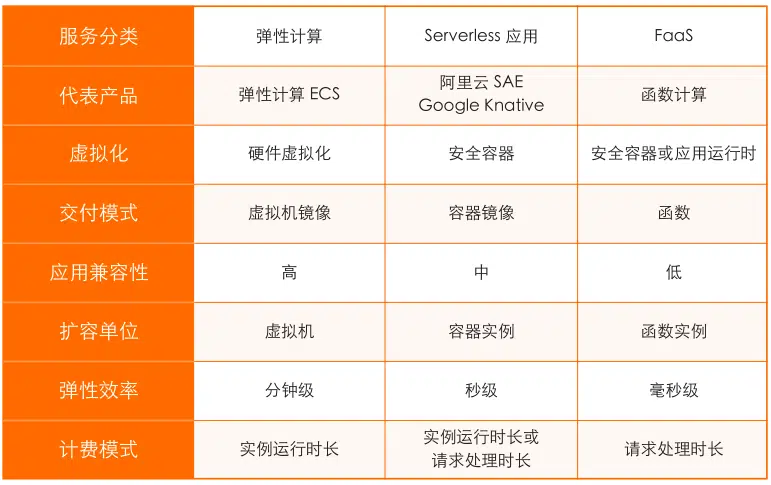 服务分类 弹性计算 Serverless 应用 FaaS
代表产品 弹性计算 ECS 阿里云 SAE
Google Knative 函数计算
虚拟化 硬件虚拟化 安全容器 安全容器或应用运行时
交付模式 虚拟机镜像 容器镜像 函数
应用兼容性 高 中 低
扩容单位 虚拟机 容器实例 函数实例
弹性效率 分钟级 秒级 毫秒级
计费模式 实例运行时长 实例运行时长或
请求处理时长 请求处理时长